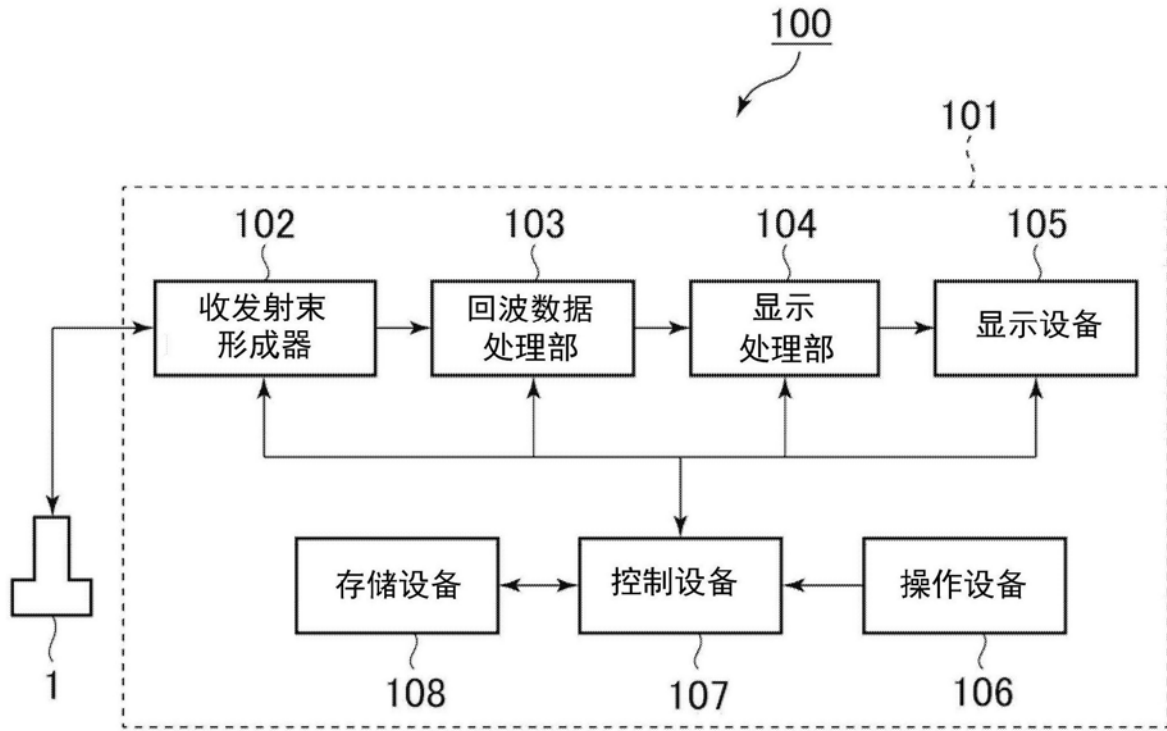 100
101
102
103
104
105
收发射束
形成器
回波数据
处理部
显示
处理部
显示设备
存储设备
控制设备
操作设备
1
108
107
106